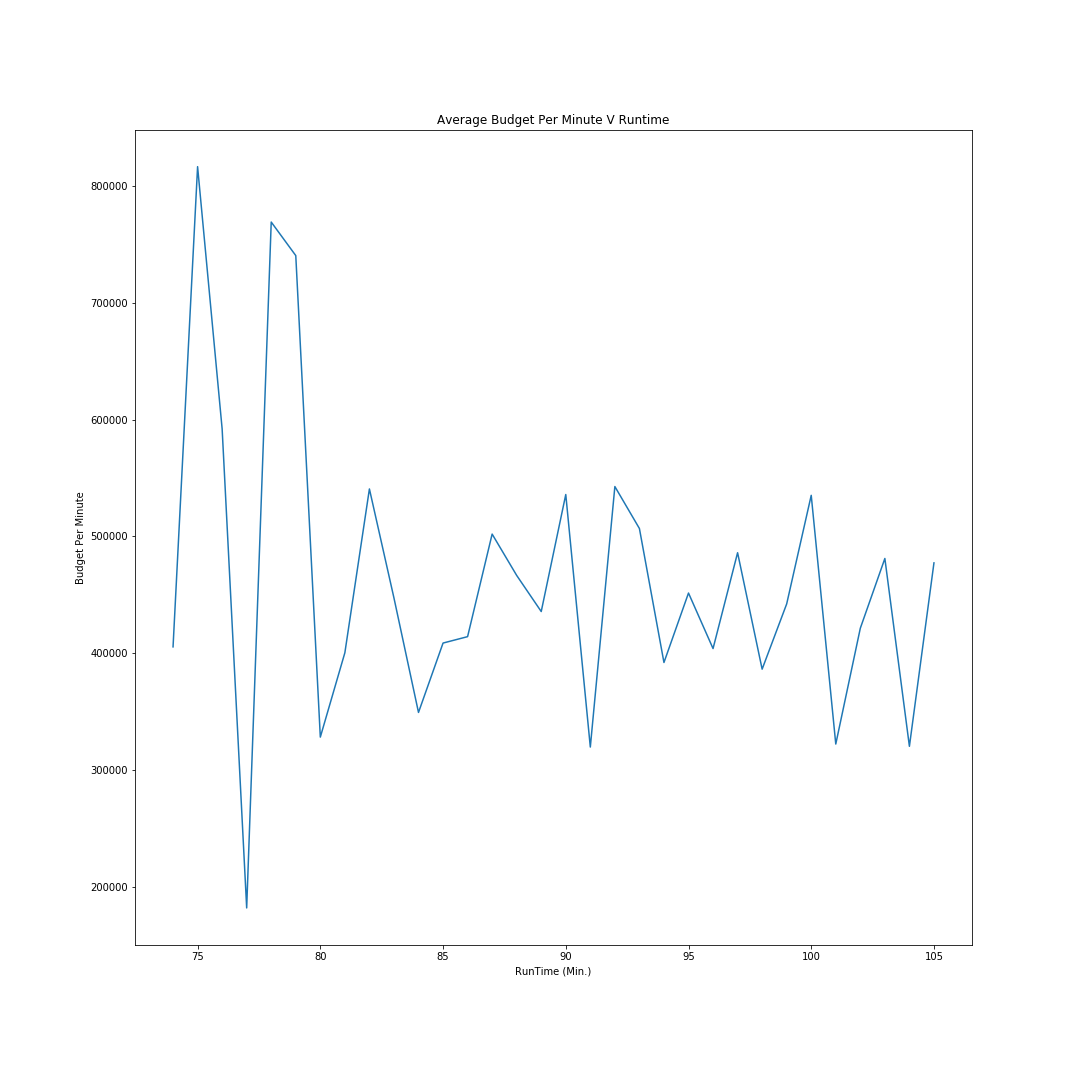 Average Budget Per Minute V Runtime
800000
700000
600000
500000
400000
300000
200000
Budget Per Minute
75 80 85 90 95 100 105
RunTime (Min.)